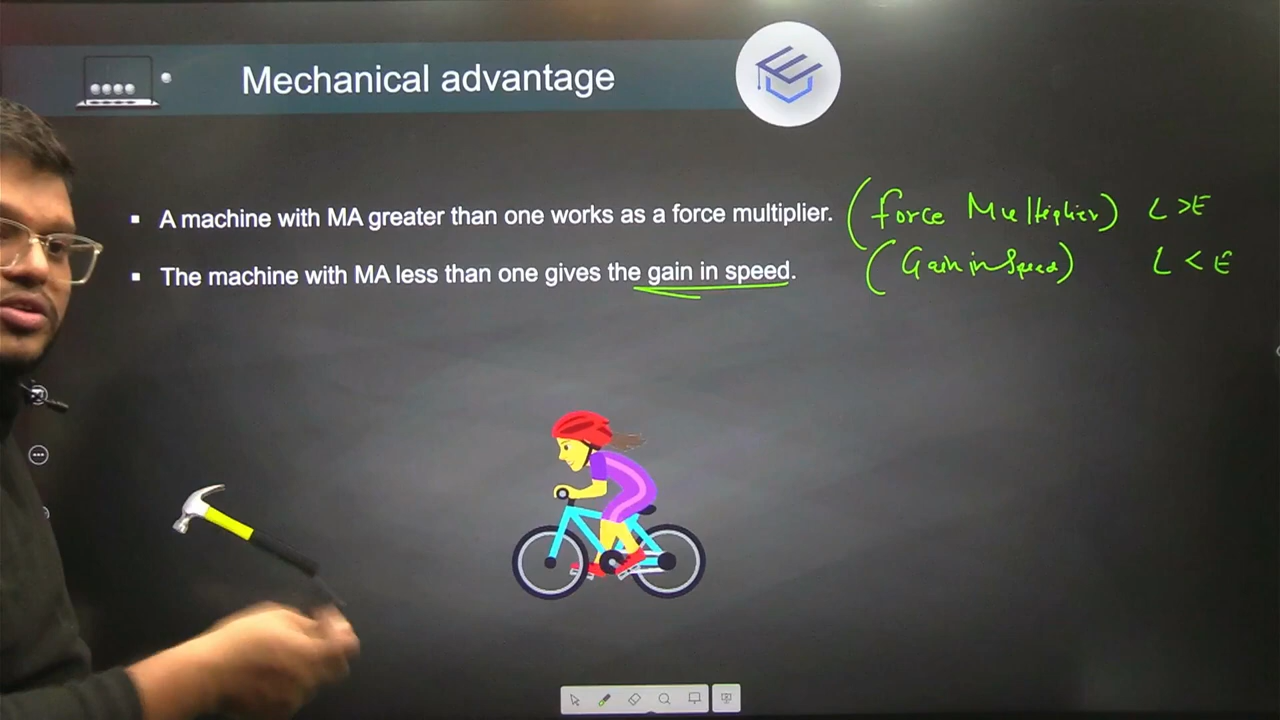 Mechanical advantage
▪ A machine with MA greater than one works as a force multiplier. (force Multiplier) L > E
▪ The machine with MA less than one gives the gain in speed. (Gain in Speed) L < E